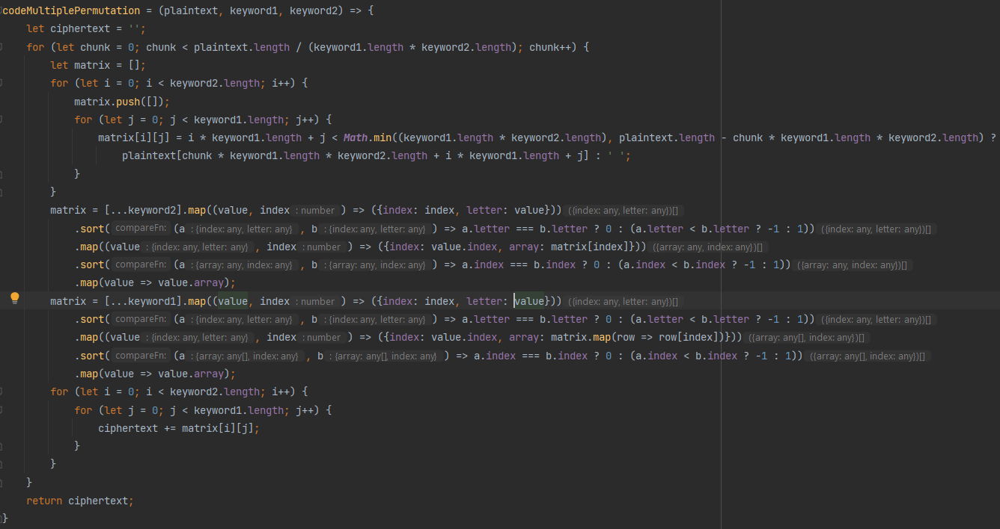 codeMultiplePermutation = (plaintext, keyword1, keyword2) => {
let ciphertext = '';
for (let chunk = 0; chunk < plaintext.length / (keyword1.length * keyword2.length); chunk++) {
let matrix = [];
for (let i = 0; i < keyword2.length; i++) {
matrix.push([]);
for (let j = 0; j < keyword1.length; j++) {
matrix[i][j] = i * keyword1.length + j < Math.min((keyword1.length * keyword2.length), plaintext.length - chunk * keyword1.length * keyword2.length) ?
plaintext[chunk * keyword1.length * keyword2.length + i * keyword1.length + j] : ' ';
}
}
matrix = [...keyword2].map((value, index : number ) => ({index: index, letter: value})) ({index: any, letter: any})[]
.sort( compareFn: (a : {index: any, letter: any} , b : {index: any, letter: any} ) => a.letter === b.letter ? 0 : (a.letter < b.letter ? -1 : 1)) ({index: any, letter: any})[]
.map((value : {index: any, letter: any} , index : number ) => ({index: value.index, array: matrix[index]})) ({array: any, index: any})[]
.sort( compareFn: (a : {array: any, index: any} , b : {array: any, index: any} ) => a.index === b.index ? 0 : (a.index < b.index ? -1 : 1)) ({array: any, index: any})[]
.map(value => value.array);
matrix = [...keyword1].map((value, index : number ) => ({index: index, letter: value})) ({index: any, letter: any})[]
.sort( compareFn: (a : {index: any, letter: any} , b : {index: any, letter: any} ) => a.letter === b.letter ? 0 : (a.letter < b.letter ? -1 : 1)) ({index: any, letter: any})[]
.map((value : {index: any, letter: any} , index : number ) => ({index: value.index, array: matrix.map(row => row[index])})) ({array: any[], index: any})[]
.sort( compareFn: (a : {array: any[], index: any} , b : {array: any[], index: any} ) => a.index === b.index ? 0 : (a.index < b.index ? -1 : 1)) ({array: any[], index: any})[]
.map(value => value.array);
for (let i = 0; i < keyword2.length; i++) {
for (let j = 0; j < keyword1.length; j++) {
ciphertext += matrix[i][j];
}
}
}
return ciphertext;
}